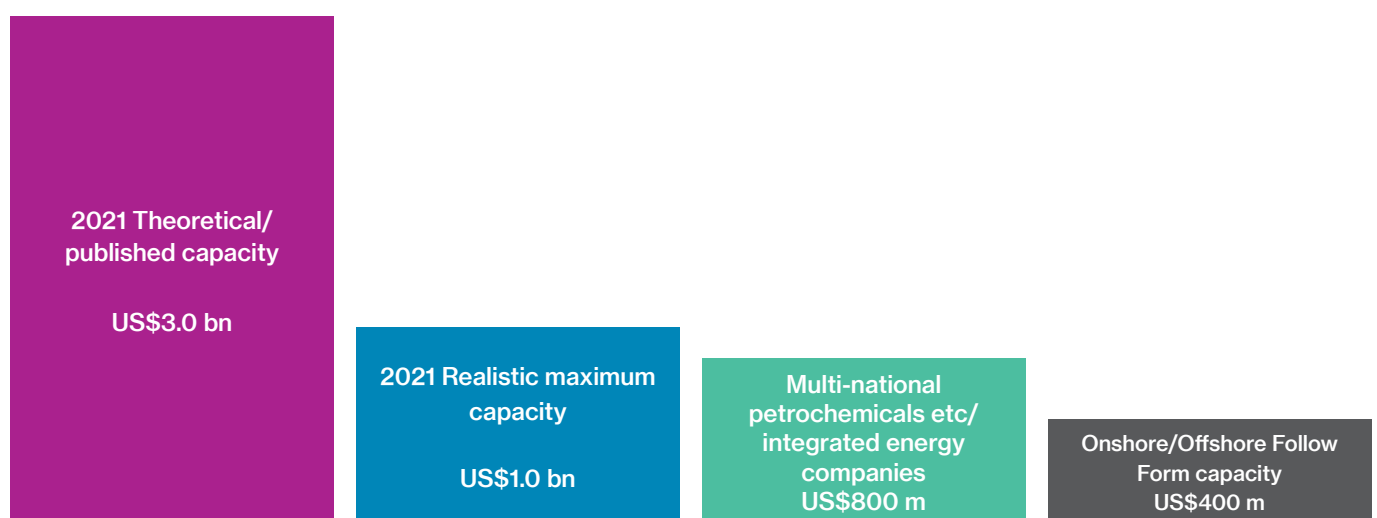 2021 Theoretical/
published capacity
US$3.0 bn
2021 Realistic maximum
capacity
US$1.0 bn
Multi-national
petrochemicals etc/
integrated energy
companies
US$800 m
Onshore/Offshore Follow
Form capacity
US$400 m